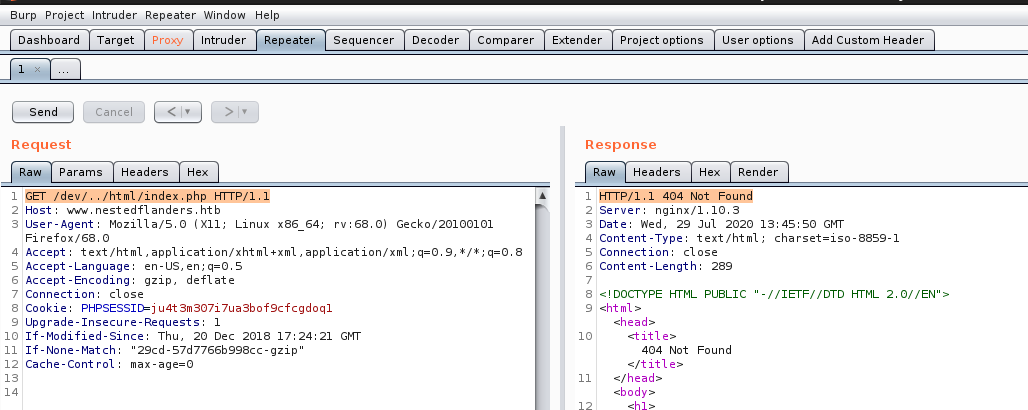 Burp Project Intruder Repeater Window Help
Dashboard Target Proxy Intruder Repeater Sequencer Decoder Comparer Extender Project options User options Add Custom Header
1 × ...
Send Cancel < | ▼ > | ▼
Request
Raw Params Headers Hex
1 GET /dev/../html/index.php HTTP/1.1
2 Host: www.nestedflanders.htb
3 User-Agent: Mozilla/5.0 (X11; Linux x86_64; rv:68.0) Gecko/20100101
Firefox/68.0
4 Accept: text/html,application/xhtml+xml,application/xml;q=0.9,*/*;q=0.8
5 Accept-Language: en-US,en;q=0.5
6 Accept-Encoding: gzip, deflate
7 Connection: close
8 Cookie: PHPSESSID=ju4t3m307i7ua3bof9cfcgdoq1
9 Upgrade-Insecure-Requests: 1
10 If-Modified-Since: Thu, 20 Dec 2018 17:24:21 GMT
11 If-None-Match: "29cd-57d7766b998cc-gzip"
12 Cache-Control: max-age=0
13
14
Response
Raw Headers Hex Render
1 HTTP/1.1 404 Not Found
2 Server: nginx/1.10.3
3 Date: Wed, 29 Jul 2020 13:45:50 GMT
4 Content-Type: text/html; charset=iso-8859-1
5 Connection: close
6 Content-Length: 289
7
8 <!DOCTYPE HTML PUBLIC "-//IETF//DTD HTML 2.0//EN">
9 <html>
<head>
10 <title>
404 Not Found
</title>
11 </head>
<body>
12 <h1>